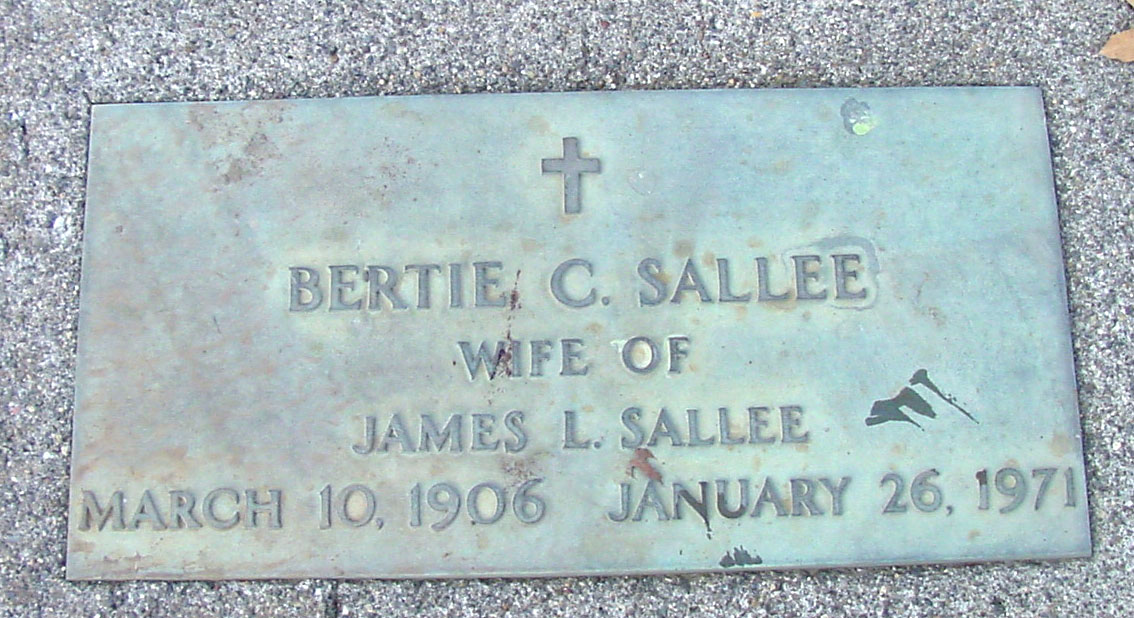 BERTIE C. SALLEE
WIFE OF
JAMES L. SALLEE
MARCH 10, 1906 JANUARY 26, 1971